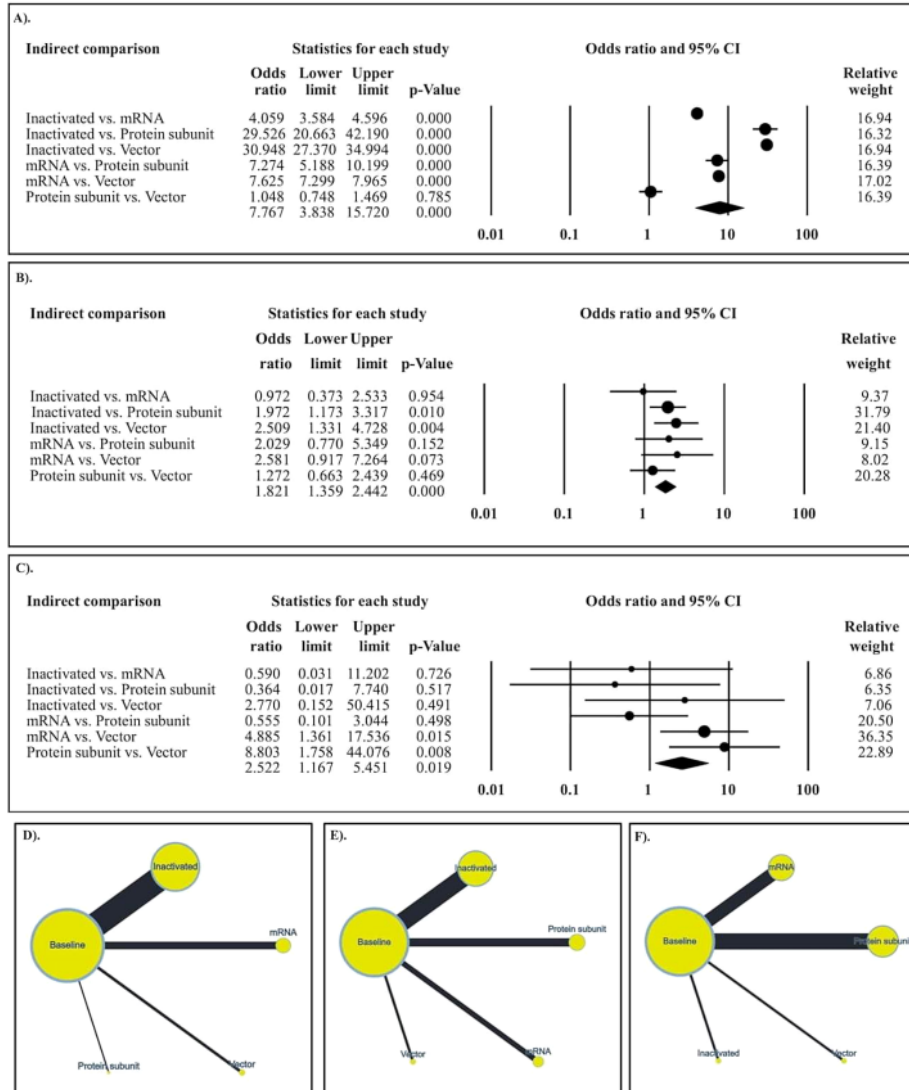 A).
Indirect comparison Statistics for each study Odds ratio and 95% CI
Odds Lower Upper Relative
ratio limit limit p-Value weight
Inactivated vs. mRNA 4.059 3.584 4.596 0.000 16.94
Inactivated vs. Protein subunit 29.526 20.663 42.190 0.000 16.32
Inactivated vs. Vector 30.948 27.370 34.994 0.000 16.94
mRNA vs. Protein subunit 7.274 5.188 10.199 0.000 16.39
mRNA vs. Vector 7.625 7.299 7.965 0.000 17.02
Protein subunit vs. Vector 1.048 0.748 1.469 0.785 16.39
7.767 3.838 15.720 0.000
0.01 0.1 1 10 100
B).
Indirect comparison Statistics for each study Odds ratio and 95% CI
Odds Lower Upper Relative
ratio limit limit p-Value weight
Inactivated vs. mRNA 0.972 0.373 2.533 0.954 9.37
Inactivated vs. Protein subunit 1.972 1.173 3.317 0.010 31.79
Inactivated vs. Vector 2.509 1.331 4.728 0.004 21.40
mRNA vs. Protein subunit 2.029 0.770 5.349 0.152 9.15
mRNA vs. Vector 2.581 0.917 7.264 0.073 8.02
Protein subunit vs. Vector 1.272 0.663 2.439 0.469 20.28
1.821 1.359 2.442 0.000
0.01 0.1 1 10 100
C).
Indirect comparison Statistics for each study Odds ratio and 95% CI
Odds Lower Upper Relative
ratio limit limit p-Value weight
Inactivated vs. mRNA 0.590 0.031 11.202 0.726 6.86
Inactivated vs. Protein subunit 0.364 0.017 7.740 0.517 6.35
Inactivated vs. Vector 2.770 0.152 50.415 0.491 7.06
mRNA vs. Protein subunit 0.555 0.101 3.044 0.498 20.50
mRNA vs. Vector 4.885 1.361 17.536 0.015 36.35
Protein subunit vs. Vector 8.803 1.758 44.076 0.008 22.89
2.522 1.167 5.451 0.019
0.01 0.1 1 10 100
D).
Inactivated
mRNA
Baseline
Protein subunit
Vector
E).
Inactivated
Protein subunit
Baseline
Vector
mRNA
F).
mRNA
Baseline
Protein subunit
Inactivated
Vector